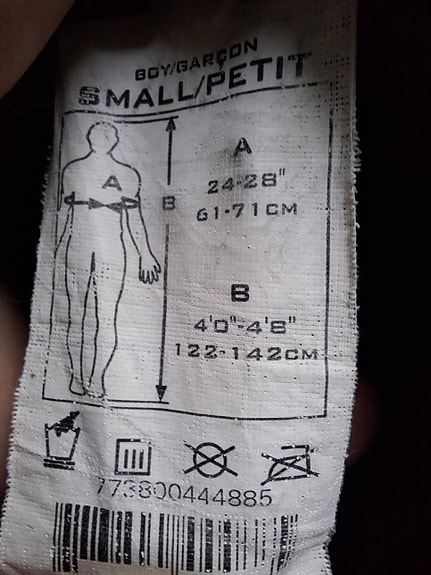 BOY/GARÇON
SMALL/PETIT
A
24-28"
61-71CM
A
B
B
4'0"-4'8"
122-142CM
773800444885